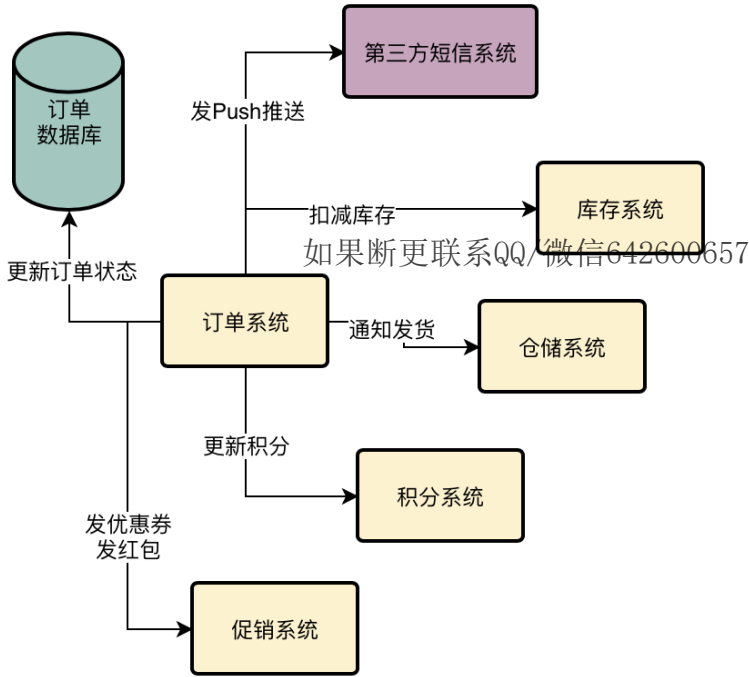 第三方短信系统
订单
数据库
发Push推送
库存系统
扣减库存
如果断更联系QQ/微信642600657
更新订单状态
订单系统
通知发货
仓储系统
更新积分
积分系统
发优惠券
发红包
促销系统